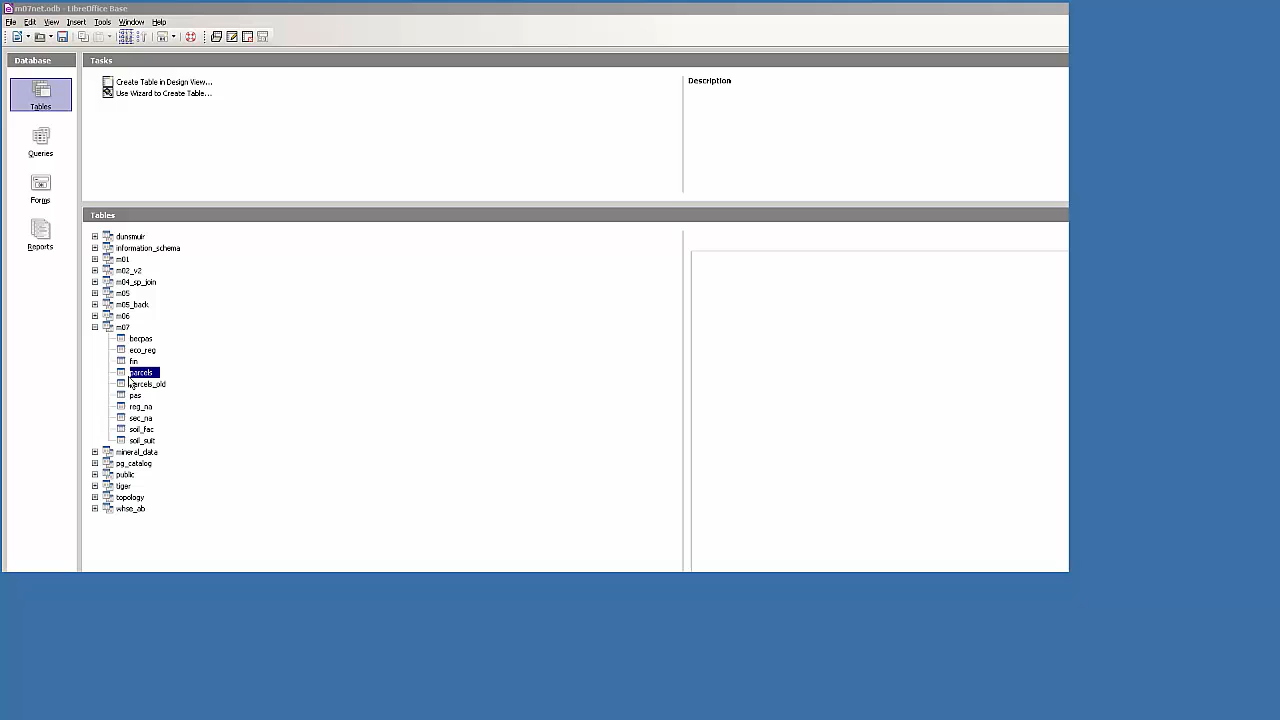 m07net.odb - LibreOffice Base
File Edit View Insert Tools Window Help
Database
Tables
Queries
Forms
Reports
Tasks
Create Table in Design View...
Use Wizard to Create Table...
Description
Tables
dunsmuir
information_schema
m01
m02_v2
m04_sp_join
m05
m05_back
m06
m07
becpas
eco_reg
fin
parcels
parcels_old
pas
reg_na
sec_na
soil_fac
soil_suit
mineral_data
pg_catalog
public
tiger
topology
whse_ab